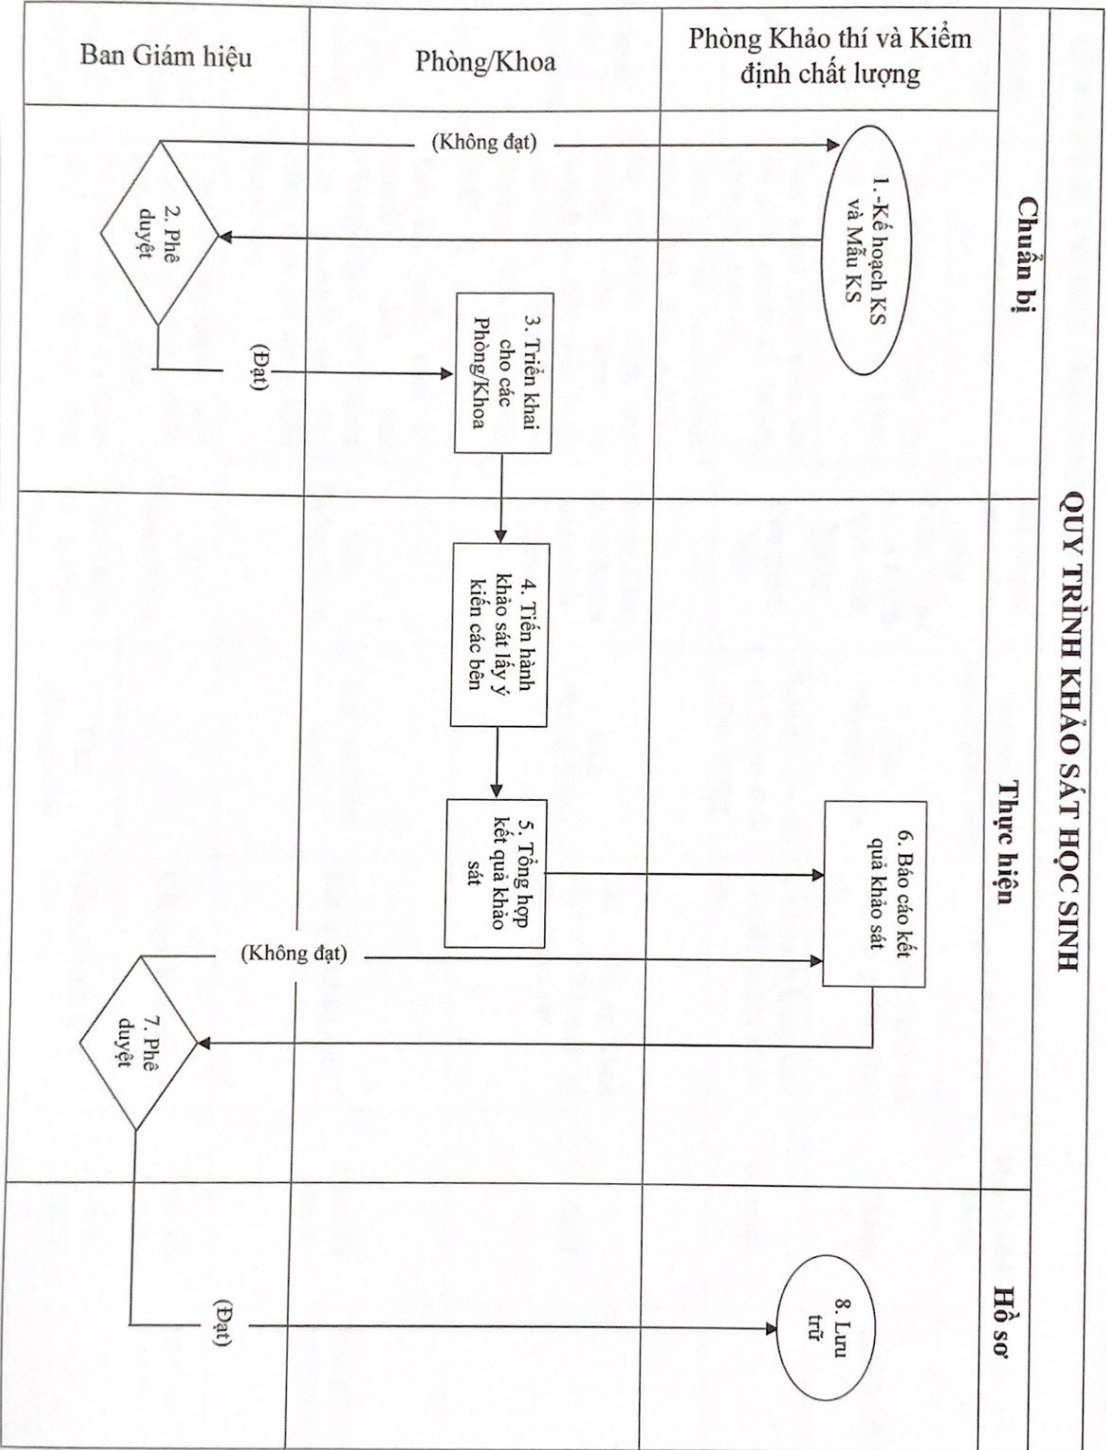 QUY TRÌNH KHẢO SÁT HỌC SINH
Chuẩn bị
Thực hiện
Hồ sơ
Phòng Khảo thí và Kiểm
định chất lượng
Phòng/Khoa
Ban Giám hiệu
1.-Kế hoạch KS
và Mẫu KS
(Không đạt)
2. Phê
duyệt
(Đạt)
3. Triển khai
cho các
Phòng/Khoa
4. Tiến hành
khảo sát lấy ý
kiến các bên
5. Tổng hợp
kết quả khảo
sát
6. Báo cáo kết
quả khảo sát
(Không đạt)
7. Phê
duyệt
(Đạt)
8. Lưu
trữ